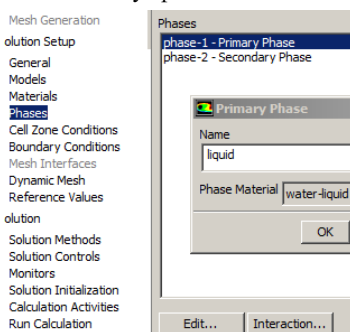 Mesh Generation
olution Setup
General
Models
Materials
Phases
Cell Zone Conditions
Boundary Conditions
Mesh Interfaces
Dynamic Mesh
Reference Values
olution
Solution Methods
Solution Controls
Monitors
Solution Initialization
Calculation Activities
Run Calculation
Phases
phase-1 - Primary Phase
phase-2 - Secondary Phase
Primary Phase
Name
liquid
Phase Material water-liquid
OK
Edit... Interaction...